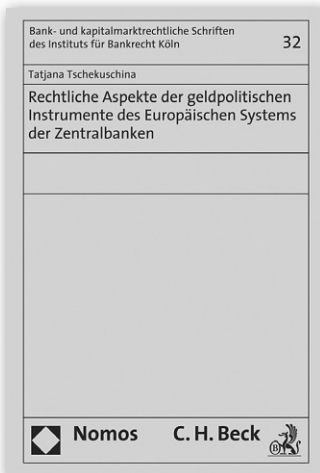 Bank- und kapitalmarktrechtliche Schriften
des Instituts für Bankrecht Köln
32
Tatjana Tschekuschina
Rechtliche Aspekte der geldpolitischen
Instrumente des Europäischen Systems
der Zentralbanken
Nomos
C. H. Beck